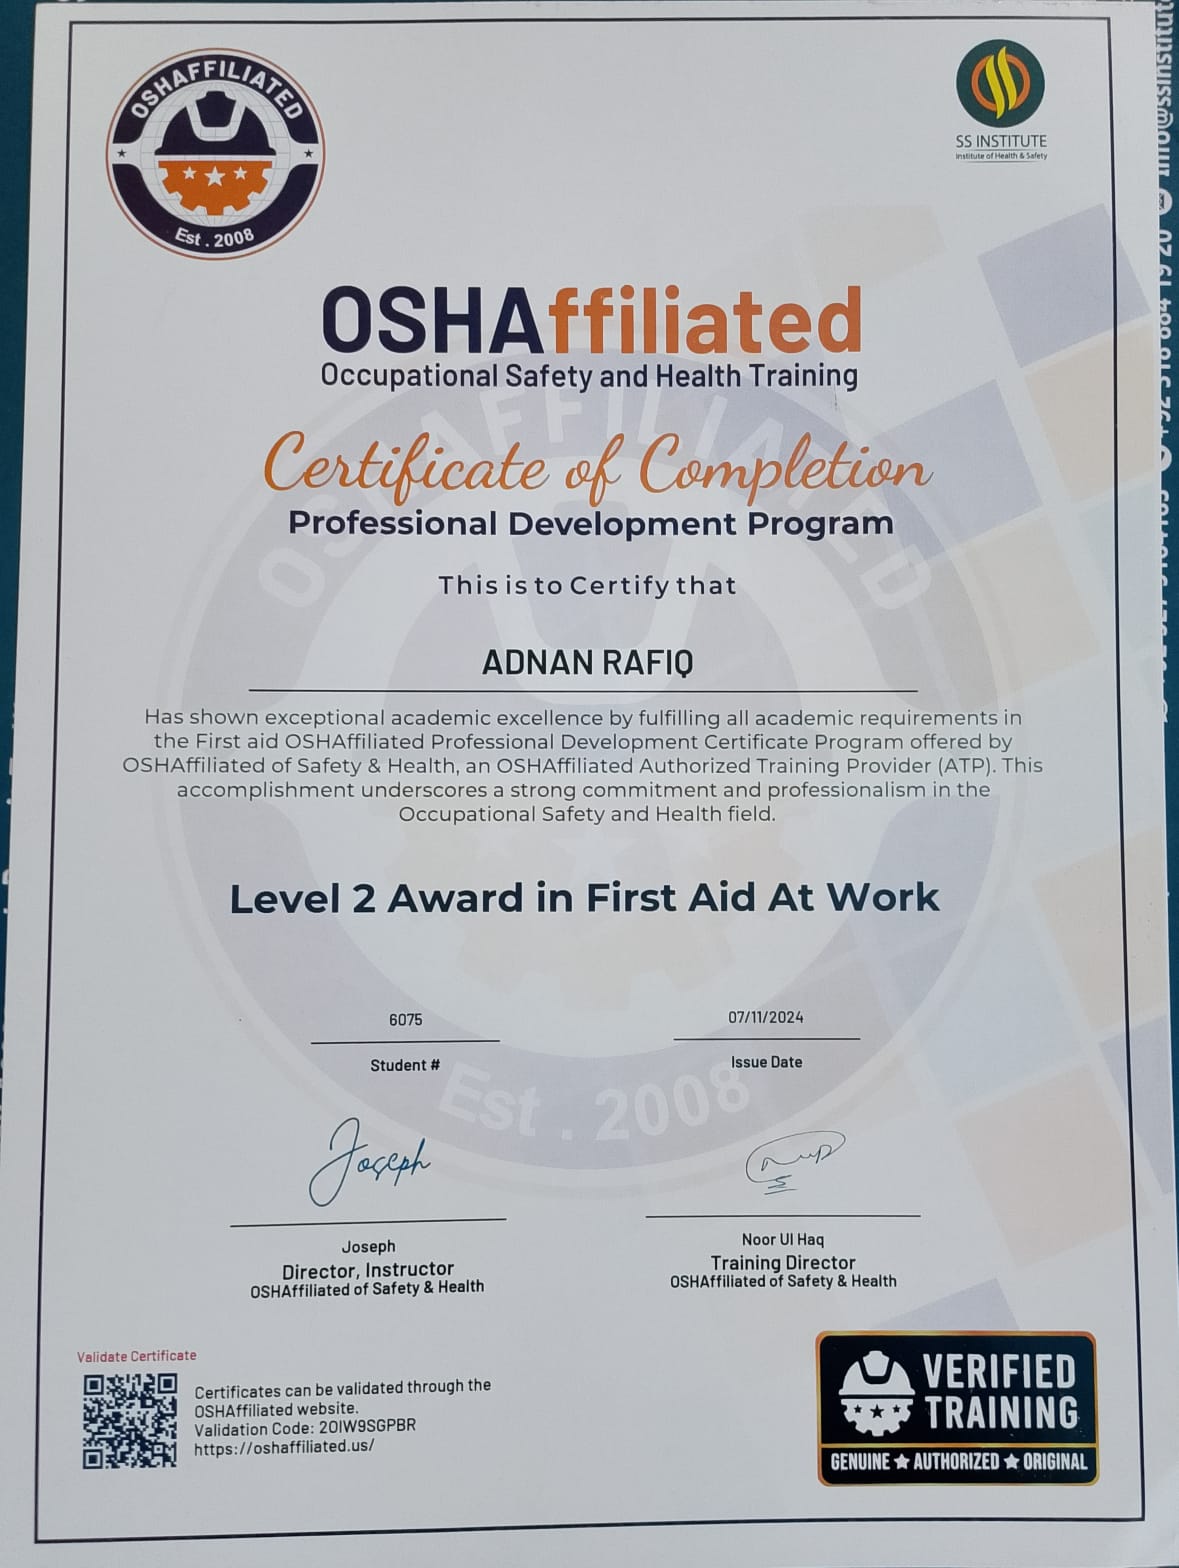 OSHAFFILIATED
Est . 2008
SS INSTITUTE
Institute of Health & Safety
OSHAffiliated
Occupational Safety and Health Training
Certificate of Completion
Professional Development Program
This is to Certify that
ADNAN RAFIQ
Has shown exceptional academic excellence by fulfilling all academic requirements in
the First aid OSHAffiliated Professional Development Certificate Program offered by
OSHAffiliated of Safety & Health, an OSHAffiliated Authorized Training Provider (ATP). This
accomplishment underscores a strong commitment and professionalism in the
Occupational Safety and Health field.
Level 2 Award in First Aid At Work
6075
Student #
07/11/2024
Issue Date
OSHAFFILIATED
Est . 2008
Joseph
Joseph
Director, Instructor
OSHAffiliated of Safety & Health
Noor Ul Haq
Training Director
OSHAffiliated of Safety & Health
Validate Certificate
Certificates can be validated through the
OSHAffiliated website.
Validation Code: 20IW9SGPBR
https://oshaffiliated.us/
VERIFIED
TRAINING
GENUINE ★ AUTHORIZED ★ ORIGINAL